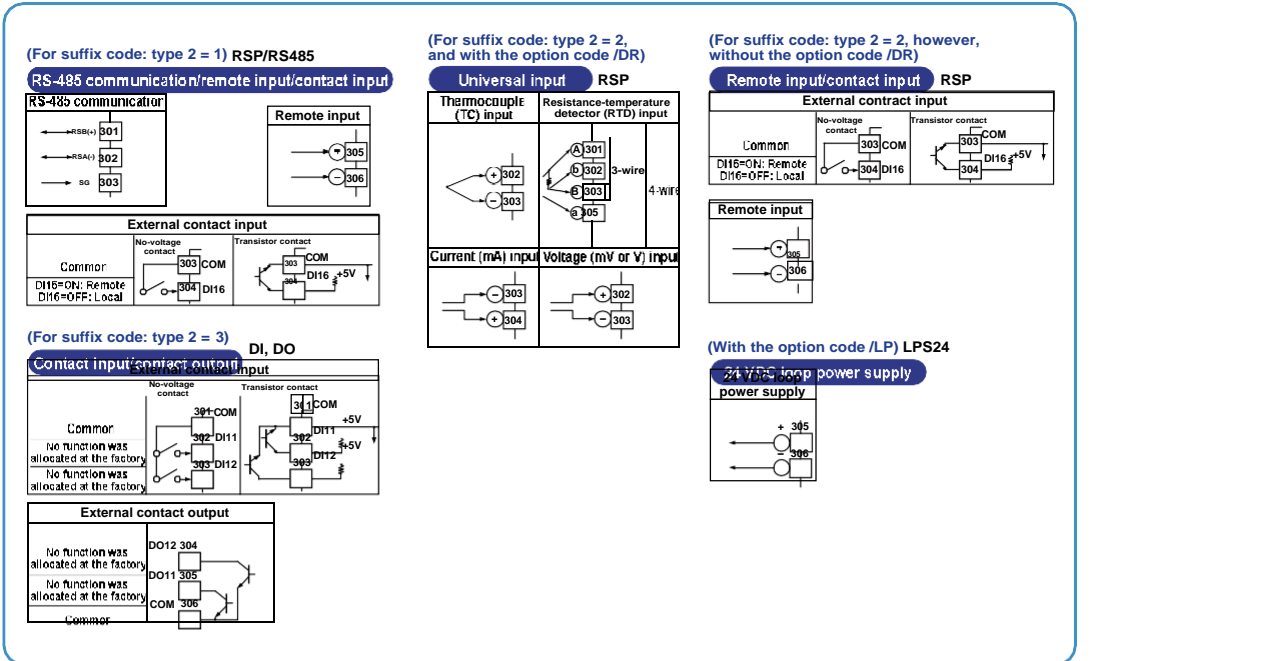 (For suffix code: type 2 = 1) RSP/RS485
RS-485 communication/remote input/contact input
RS-485 communication
RSB(+) 301
RSA(-) 302
SG 303
Remote input
+ 305
− 306
External contact input
No-voltage
contact
Transistor contact
Common
303 COM
303
COM
DI16=ON: Remote
DI16=OFF: Local
304 DI16
304
DI16
+5V
(For suffix code: type 2 = 3)
DI, DO
Contact input/contact output
External contact input
No-voltage
contact
Transistor contact
301 COM
301 COM
Common
+5V
302 DI11
DI11
302
No function was
allocated at the factory
+5V
303 DI12
DI12
303
No function was
allocated at the factory
External contact output
DO12 304
No function was
allocated at the factory
DO11 305
No function was
allocated at the factory
COM 306
Common
(For suffix code: type 2 = 2,
and with the option code /DR)
Universal input RSP
Thermocouple
(TC) input
Resistance-temperature
detector (RTD) input
+ 302
− 303
A 301
b 302
B 303
a 305
3-wire
4-wire
Current (mA) input
Voltage (mV or V) input
− 303
+ 304
+ 302
− 303
(For suffix code: type 2 = 2, however,
without the option code /DR)
Remote input/contact input RSP
External contract input
No-voltage
contact
Transistor contact
Common
303 COM
303
COM
DI16=ON: Remote
DI16=OFF: Local
304 DI16
304
DI16
+5V
Remote input
+ 305
− 306
(With the option code /LP) LPS24
24 VDC loop power supply
24 VDC loop
power supply
+ 305
− 306